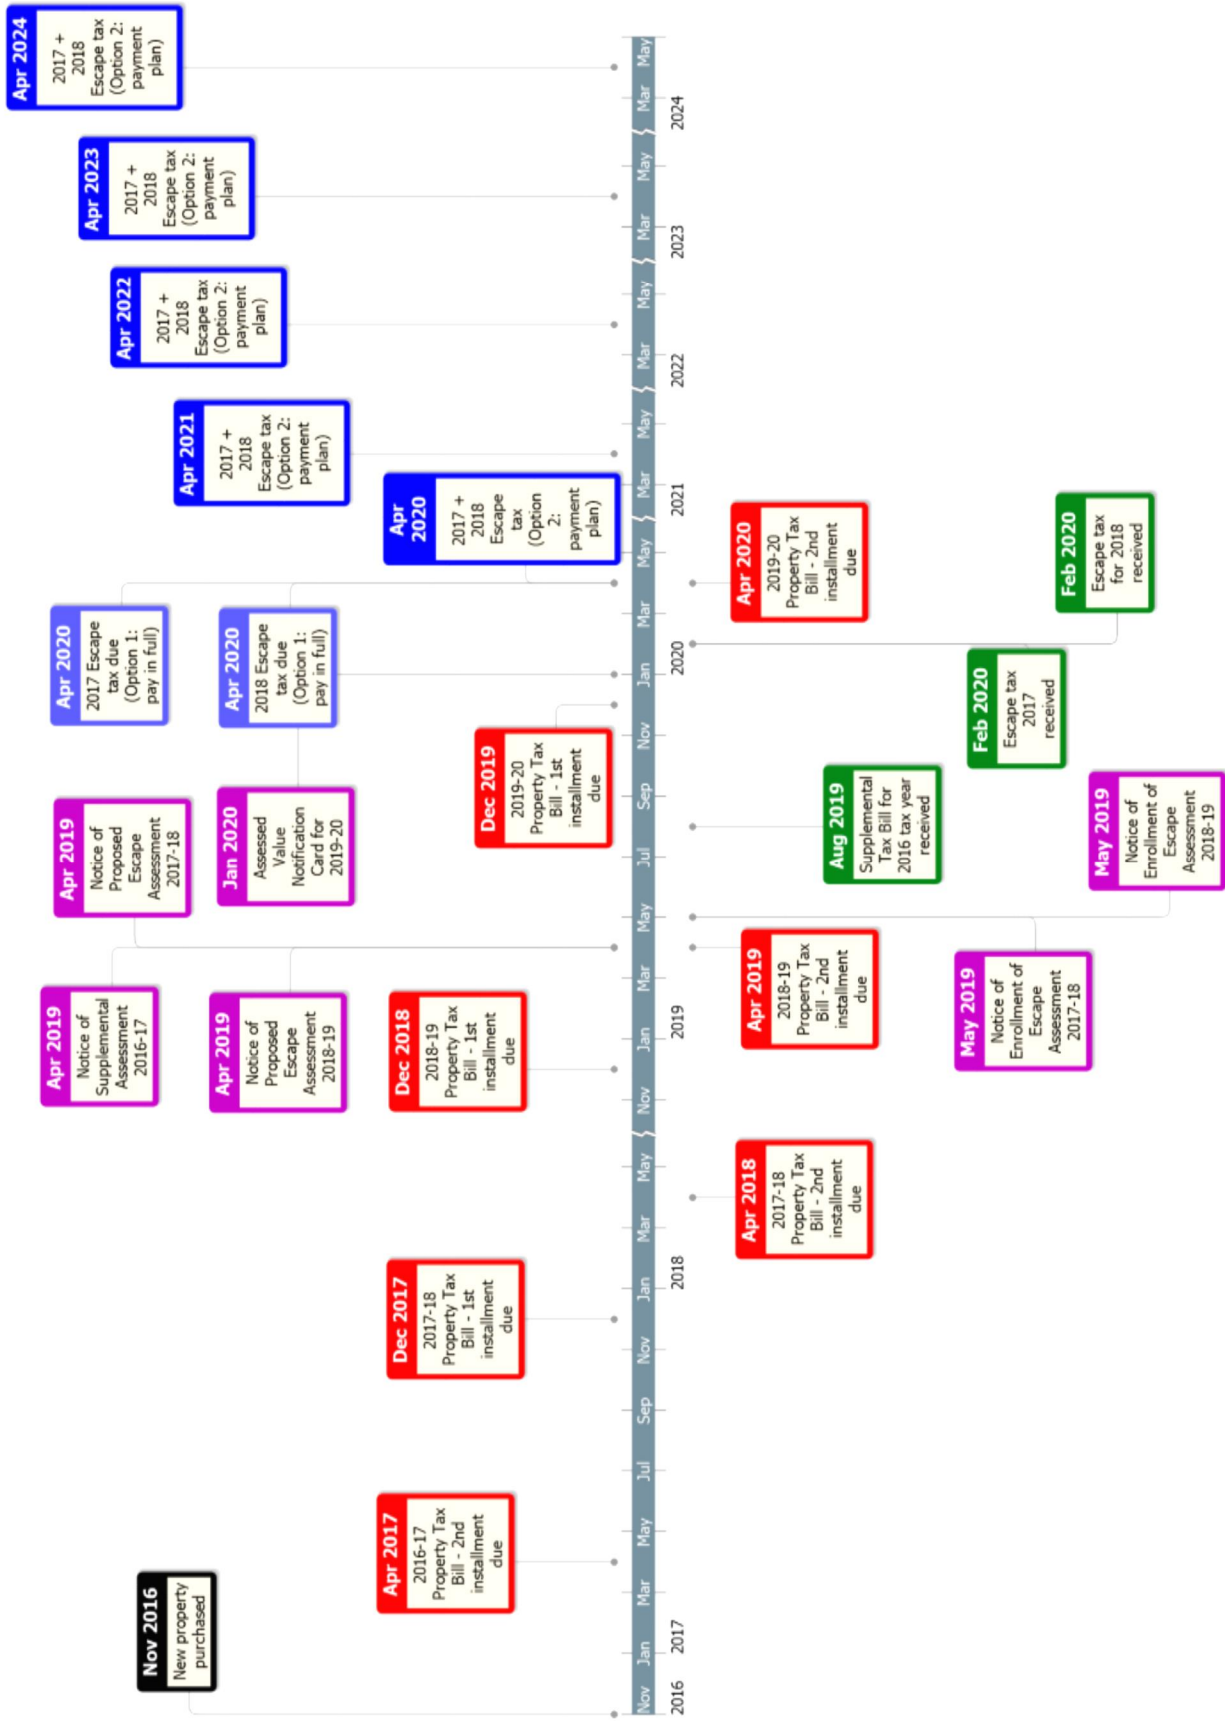 Nov 2016
New property
purchased
Apr 2017
2016-17
Property Tax
Bill - 2nd
installment
due
Dec 2017
2017-18
Property Tax
Bill - 1st
installment
due
Apr 2018
2017-18
Property Tax
Bill - 2nd
installment
due
Dec 2018
2018-19
Property Tax
Bill - 1st
installment
due
Apr 2019
Notice of
Supplemental
Assessment
2016-17
Apr 2019
Notice of
Proposed
Escape
Assessment
2018-19
Apr 2019
Notice of
Proposed
Escape
Assessment
2017-18
Apr 2019
2018-19
Property Tax
Bill - 2nd
installment
due
May 2019
Notice of
Enrollment of
Escape
Assessment
2017-18
May 2019
Notice of
Enrollment of
Escape
Assessment
2018-19
Aug 2019
Supplemental
Tax Bill for
2016 tax year
received
Dec 2019
2019-20
Property Tax
Bill - 1st
installment
due
Jan 2020
Assessed
Value
Notification
Card for
2019-20
Feb 2020
Escape tax
2017
received
Feb 2020
Escape tax
for 2018
received
Apr 2020
2017 Escape
tax due
(Option 1:
pay in full)
Apr 2020
2018 Escape
tax due
(Option 1:
pay in full)
Apr
2020
2017 +
2018
Escape
tax
(Option
2:
payment
plan)
Apr 2020
2019-20
Property Tax
Bill - 2nd
installment
due
Apr 2021
2017 +
2018
Escape tax
(Option 2:
payment
plan)
Apr 2022
2017 +
2018
Escape tax
(Option 2:
payment
plan)
Apr 2023
2017 +
2018
Escape tax
(Option 2:
payment
plan)
Apr 2024
2017 +
2018
Escape tax
(Option 2:
payment
plan)
Nov Jan Mar May Jul Sep Nov Jan Mar May Nov Jan Mar May Jul Sep Nov Jan Mar May Mar May Mar May Mar May Mar May
2016 2017 2018 2019 2020 2021 2022 2023 2024